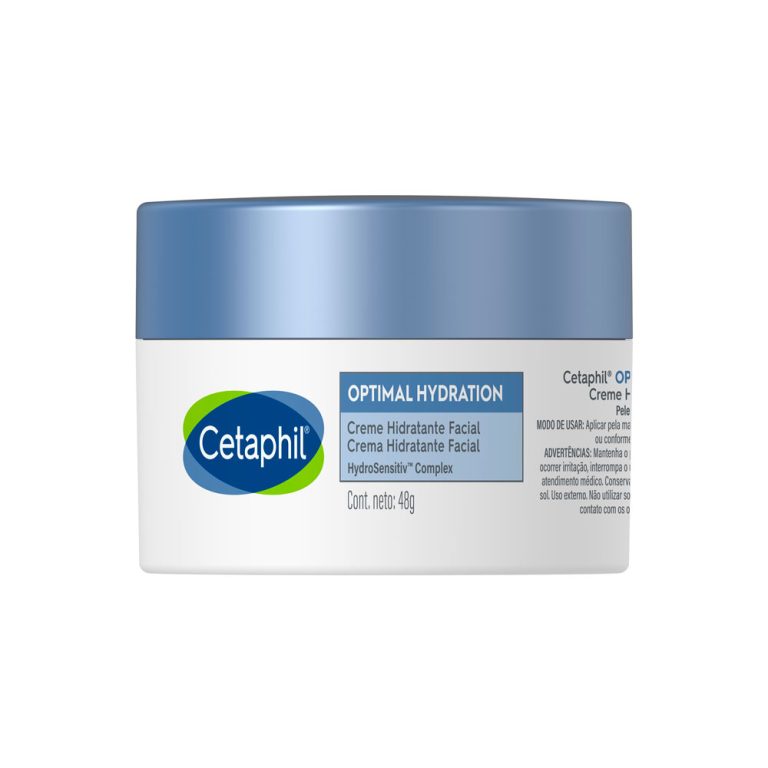 Cetaphil®
OPTIMAL HYDRATION
Creme Hidratante Facial
Crema Hidratante Facial
HydroSensitiv™ Complex
Cont. neto: 48g
Cetaphil® OP
Creme H
Pele
MODO DE USAR: Aplicar pela ma
ou conforme
ADVERTÊNCIAS: Mantenha o
ocorrer irritação, interrompa o
atendimento médico. Conserva
sol. Uso externo. Não utilizar so
contato com os o